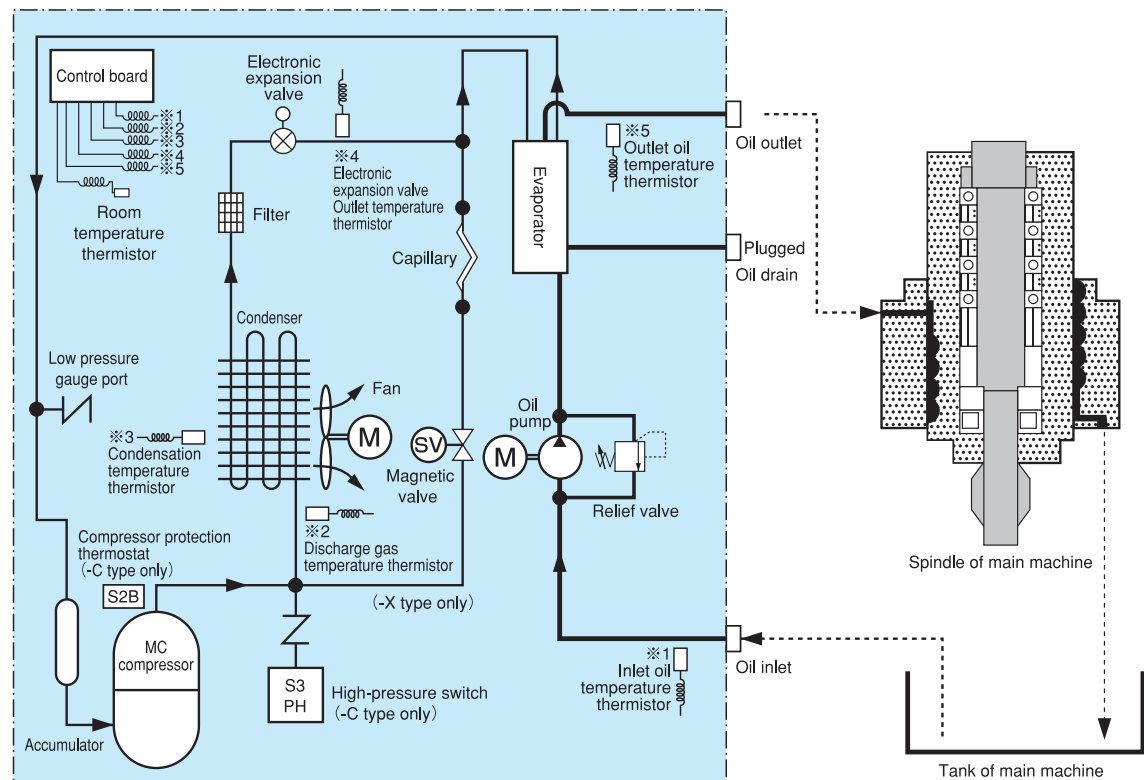 Control board
※1
※2
※3
※4
※5
Room
temperature
thermistor
Electronic
expansion
valve
※4
Electronic
expansion valve
Outlet temperature
thermistor
Filter
Capillary
Evaporator
※5
Outlet oil
temperature
thermistor
Oil outlet
Plugged
Oil drain
Condenser
Low pressure
gauge port
Fan
M
※3
Condensation
temperature
thermistor
SV
Magnetic
valve
Oil
pump
M
Relief valve
※2
Discharge gas
temperature thermistor
Compressor protection
thermostat
(-C type only)
S2B
(-X type only)
MC
compressor
S3
PH
High-pressure switch
(-C type only)
Accumulator
※1
Inlet oil
temperature
thermistor
Oil inlet
Spindle of main machine
Tank of main machine